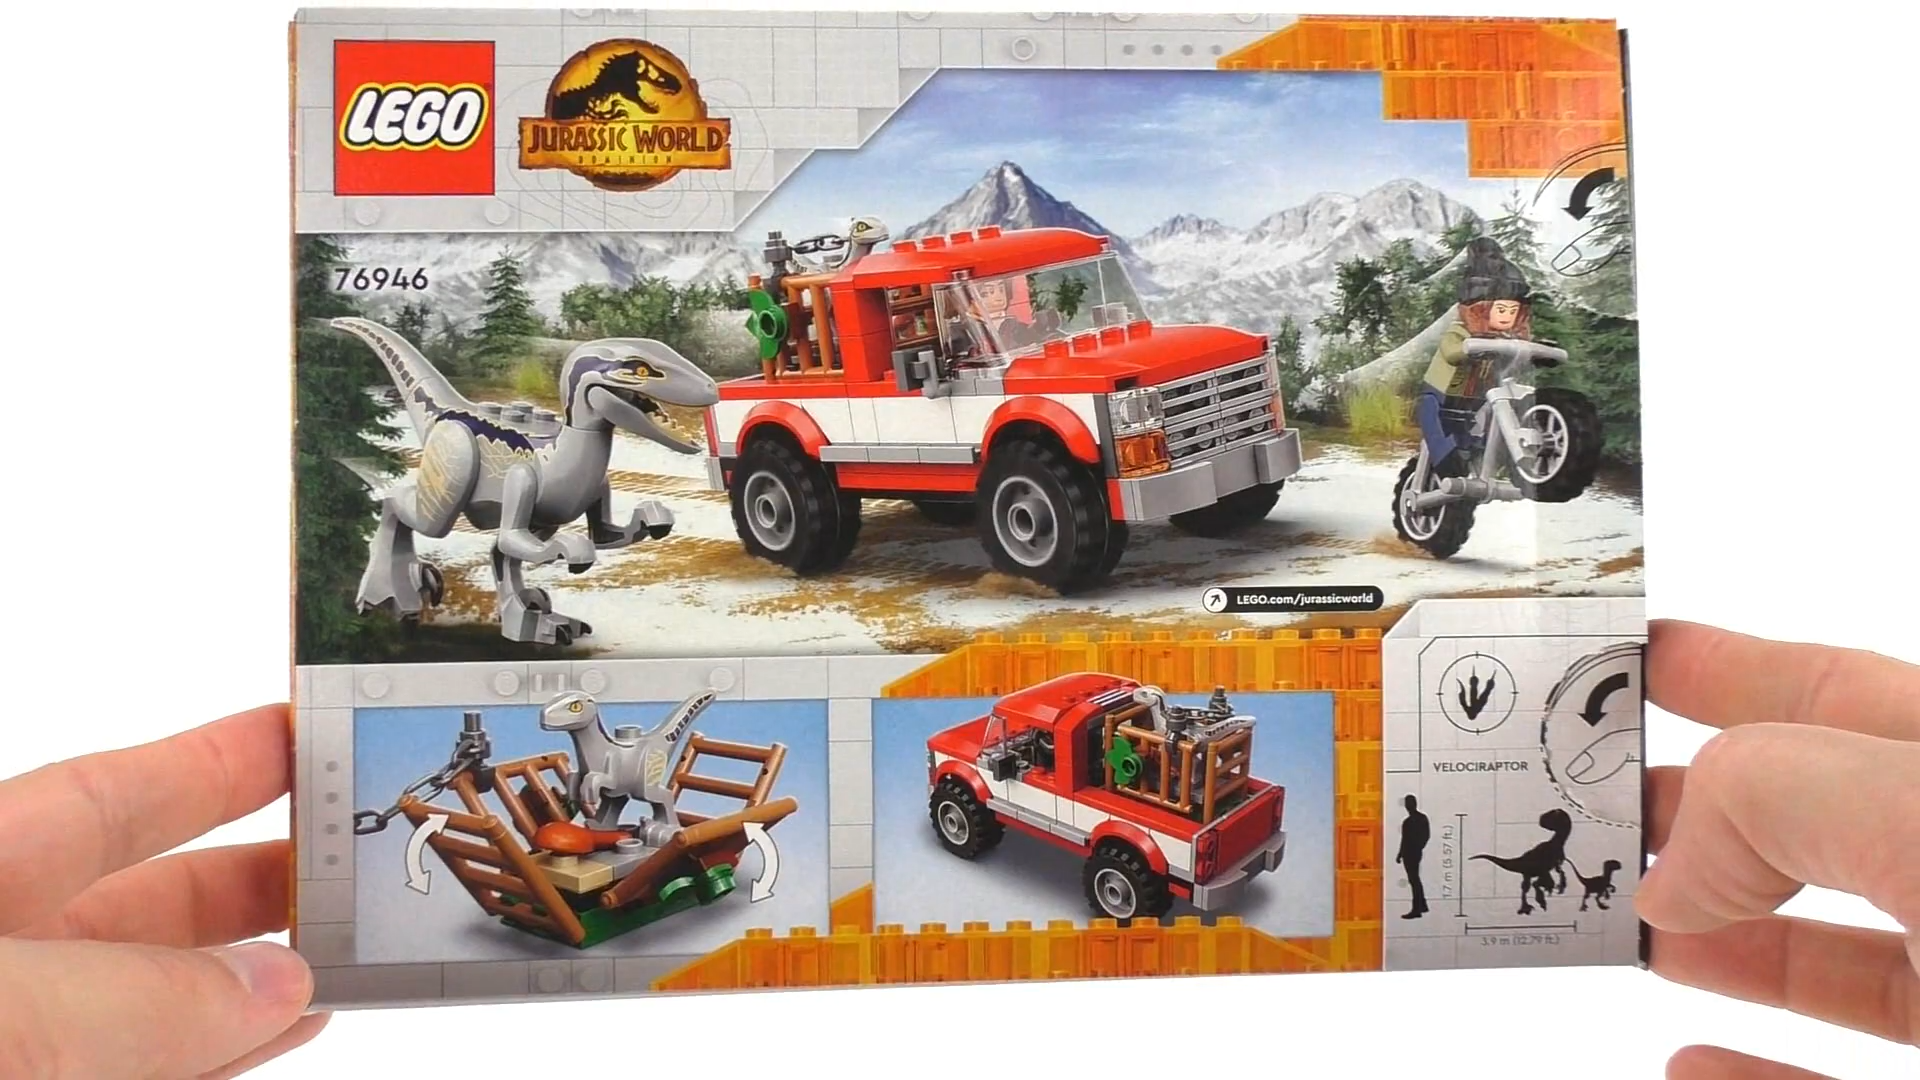 LEGO
JURASSIC WORLD
DOMINION
76946
LEGO.com/jurassicworld
VELOCIRAPTOR
1.7 m (5.57 ft.)
3.9 m (12.79 ft.)